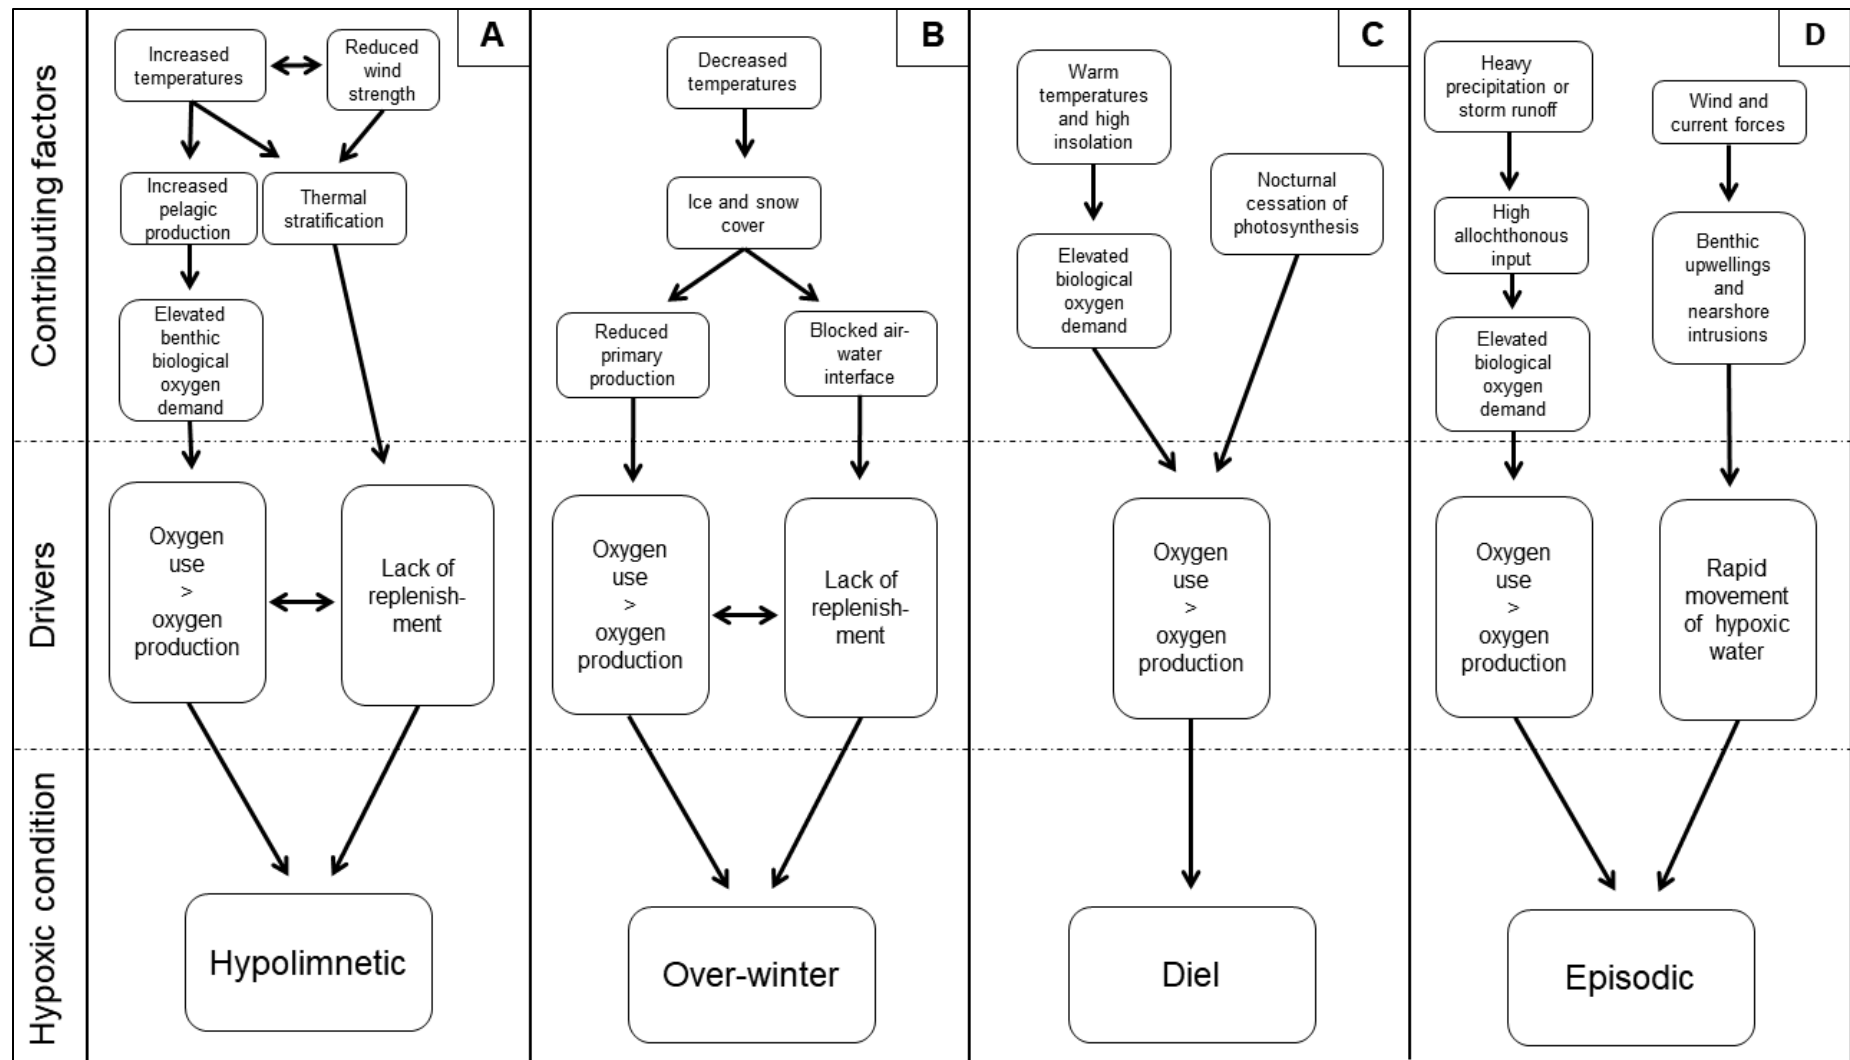 Contributing factors
Drivers
Hypoxic condition
A
Increased
temperatures
Reduced
wind
strength
Increased
pelagic
production
Thermal
stratification
Elevated
benthic
biological
oxygen
demand
Oxygen
use
>
oxygen
production
Lack of
replenish-
ment
Hypolimnetic
B
Decreased
temperatures
Ice and snow
cover
Reduced
primary
production
Blocked air-
water
interface
Oxygen
use
>
oxygen
production
Lack of
replenish-
ment
Over-winter
C
Warm
temperatures
and high
insolation
Nocturnal
cessation of
photosynthesis
Elevated
biological
oxygen
demand
Oxygen
use
>
oxygen
production
Diel
D
Heavy
precipitation or
storm runoff
Wind and
current forces
High
allochthonous
input
Benthic
upwellings
and
nearshore
intrusions
Elevated
biological
oxygen
demand
Oxygen
use
>
oxygen
production
Rapid
movement
of hypoxic
water
Episodic